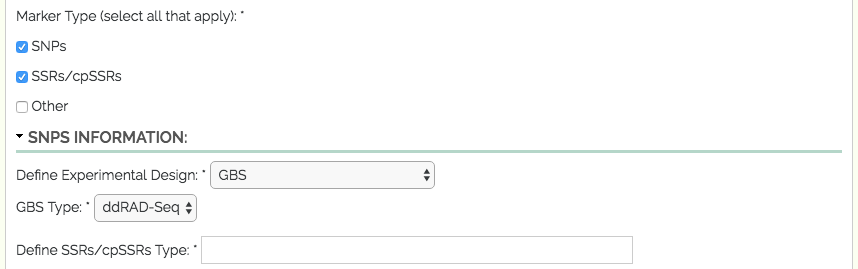 Marker Type (select all that apply): *
SNPs
SSRs/cpSSRs
Other
SNPS INFORMATION:
Define Experimental Design: * GBS
GBS Type: * ddRAD-Seq
Define SSRs/cpSSRs Type: *